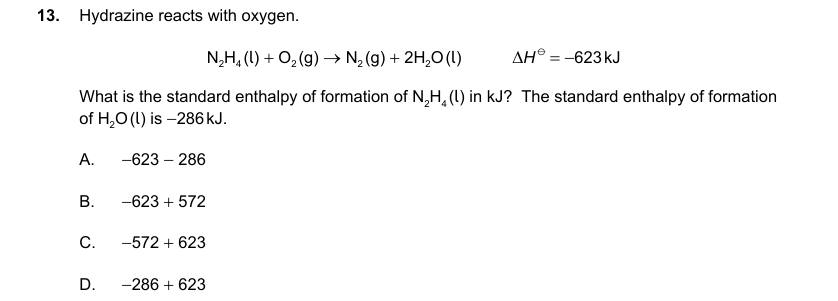 13. Hydrazine reacts with oxygen.
N₂H₄(l) + O₂(g) → N₂(g) + 2H₂O(l) ΔH⊖ = −623 kJ
What is the standard enthalpy of formation of N₂H₄(l) in kJ? The standard enthalpy of formation
of H₂O(l) is −286 kJ.
A. −623 − 286
B. −623 + 572
C. −572 + 623
D. −286 + 623